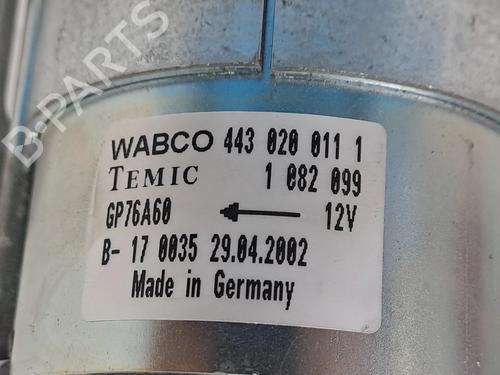 B-PARTS
WABCO 443 020 011 1
TEMIC 1 082 099
GP76A60 12V
B- 17 0035 29.04.2002
Made in Germany